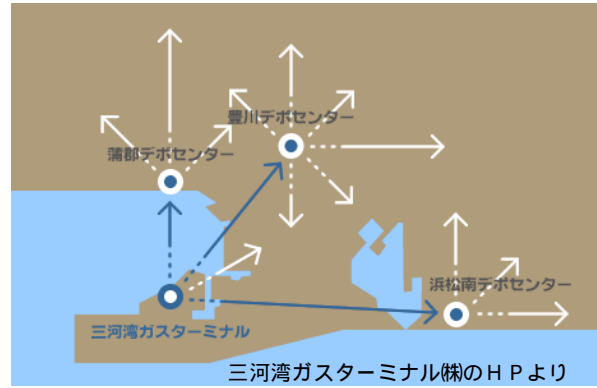 豊川デポセンター
蒲郡デポセンター
浜松南デポセンター
三河湾ガスターミナル
三河湾ガスターミナル㈱のＨＰより